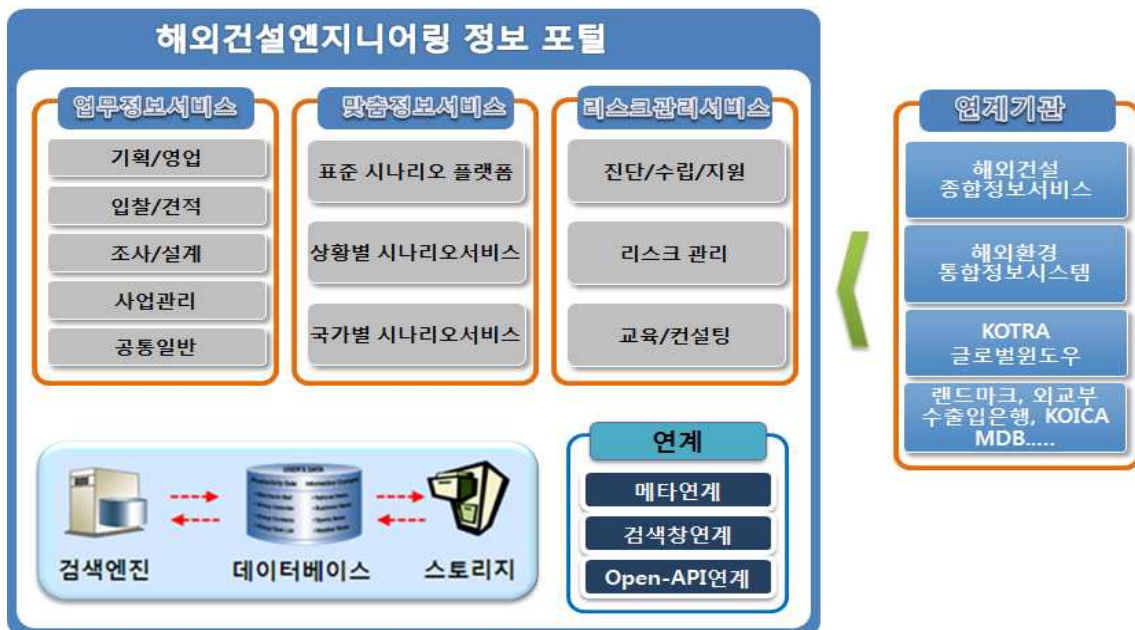 해외건설엔지니어링 정보 포털
업무정보서비스
기획/영업
입찰/견적
조사/설계
사업관리
공통일반
맞춤정보서비스
표준 시나리오 플랫폼
상황별 시나리오서비스
국가별 시나리오서비스
리스크관리서비스
진단/수립/지원
리스크 관리
교육/컨설팅
연계기관
해외건설
종합정보서비스
해외환경
통합정보시스템
KOTRA
글로벌윈도우
랜드마크, 외교부
수출입은행, KOICA
MDB.....
USER'S DATA
검색엔진
데이터베이스
스토리지
연계
메타연계
검색창연계
Open-API연계